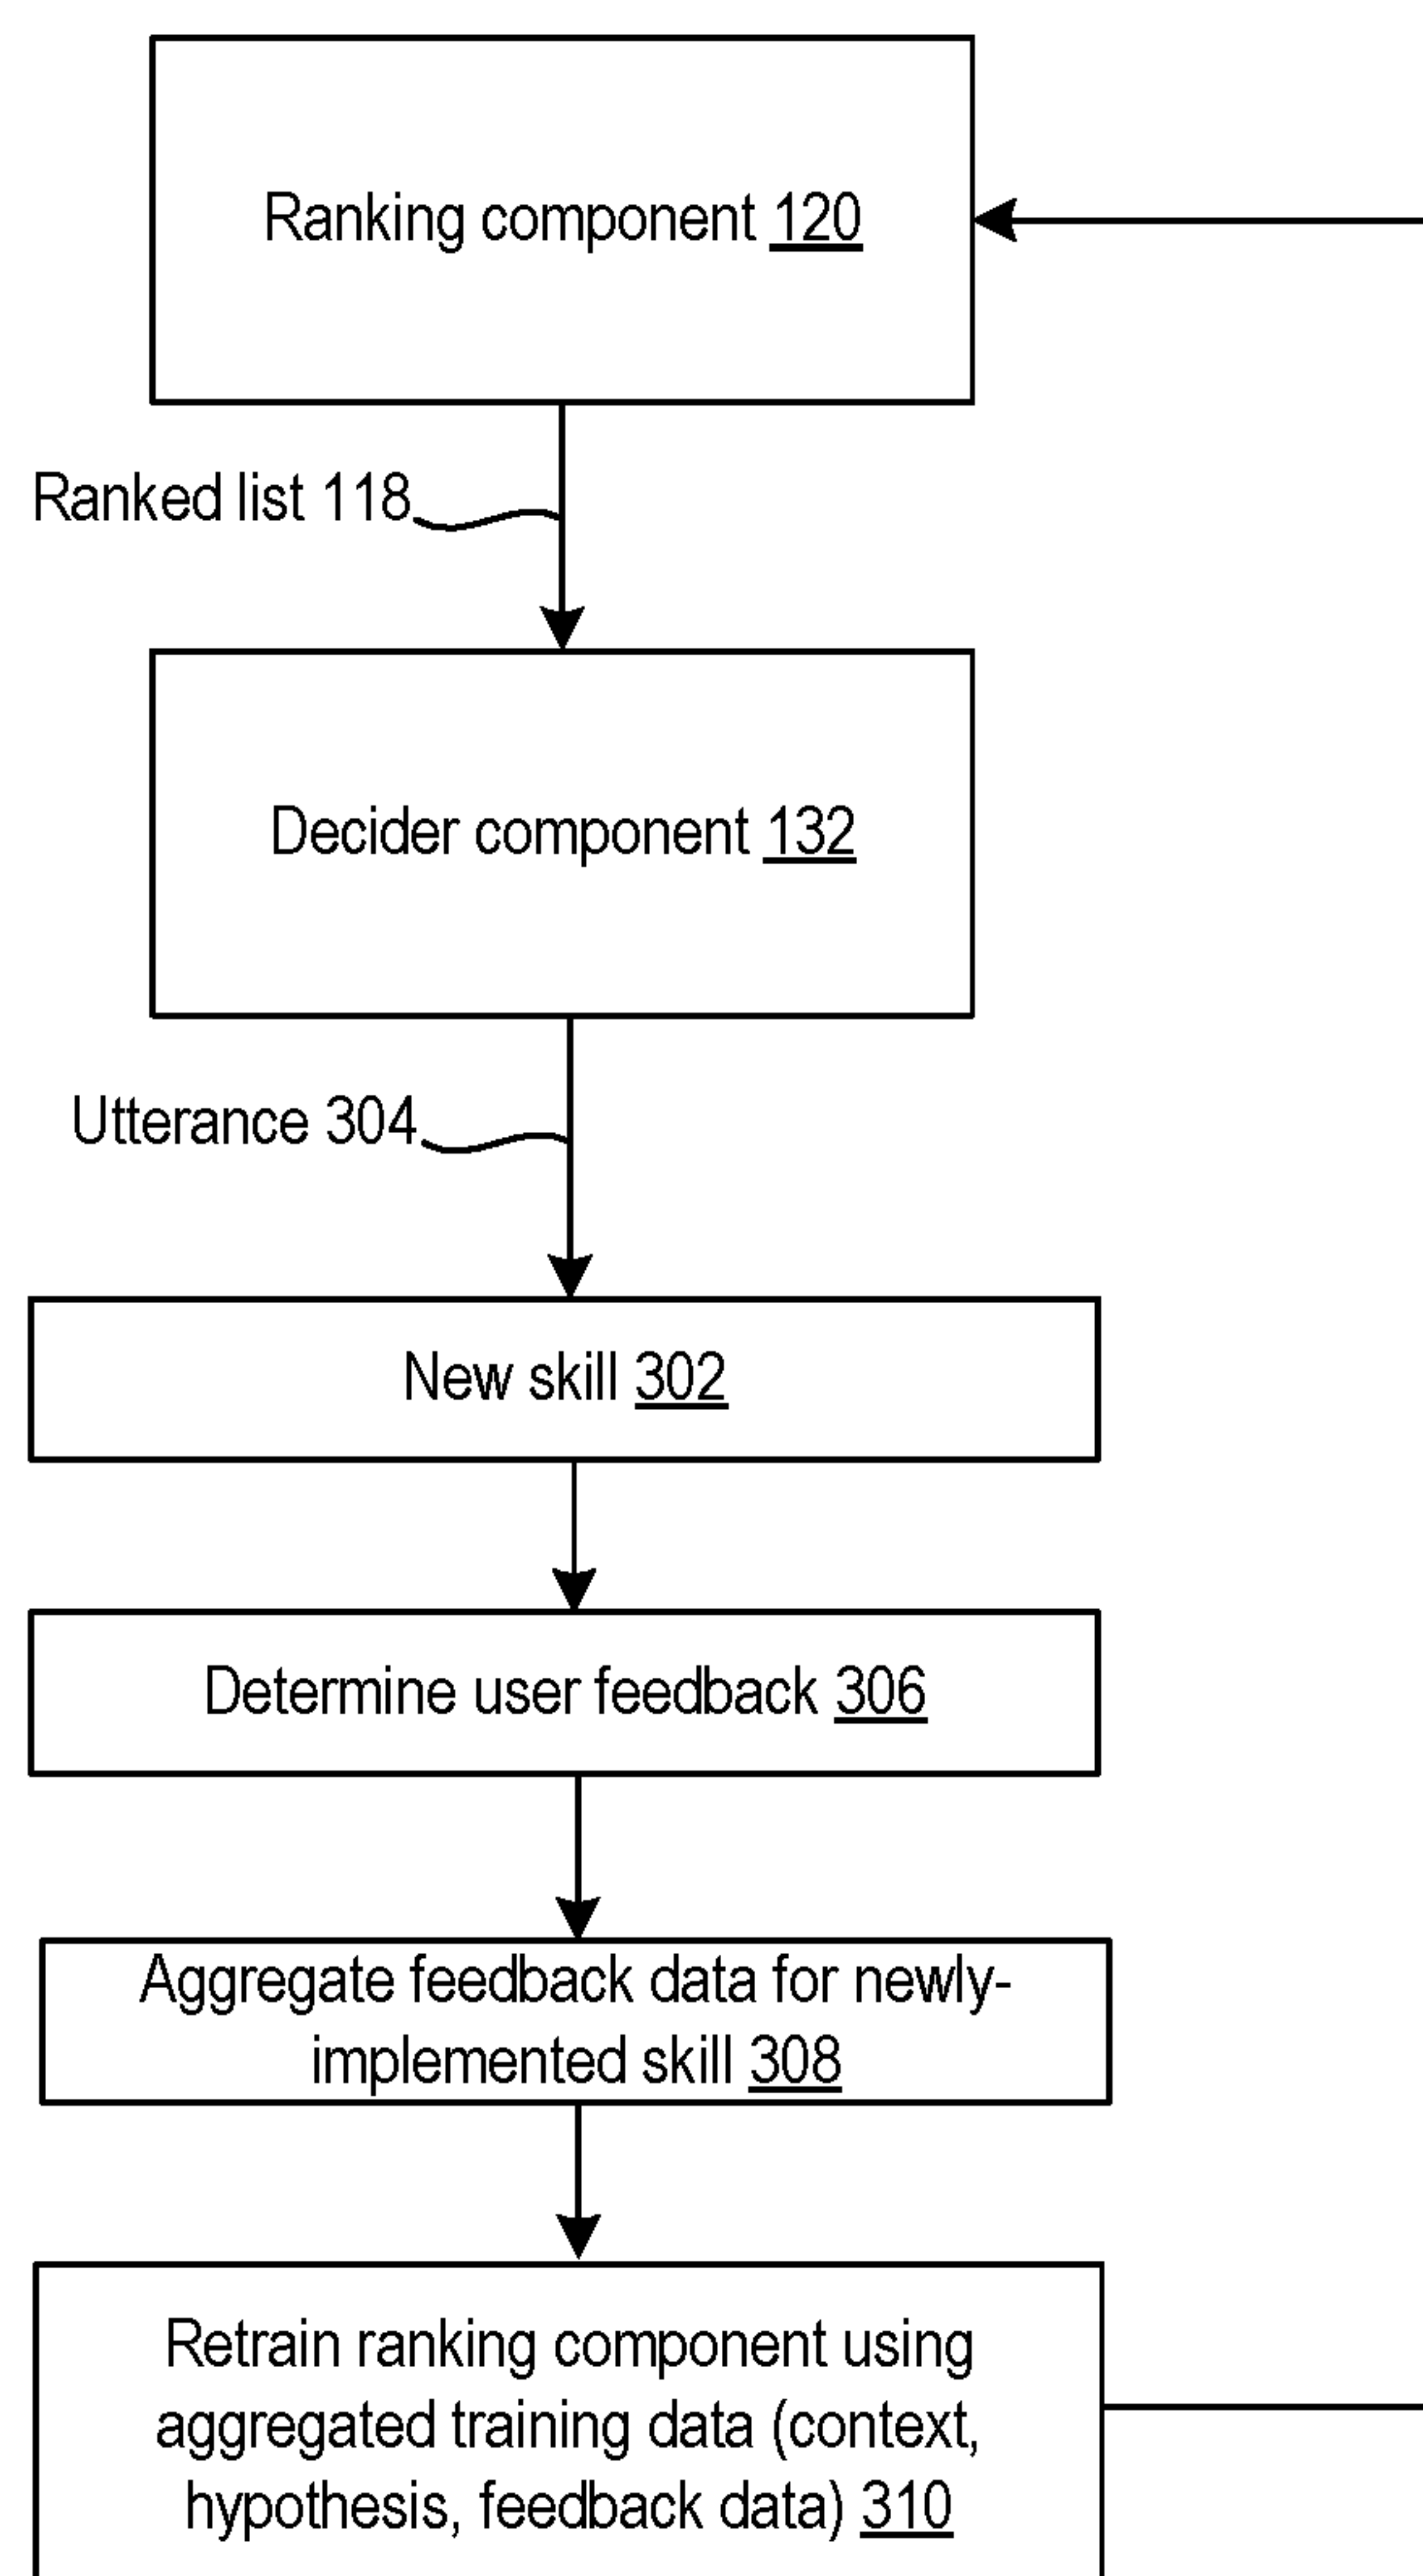 Ranking component 120
Ranked list 118
Decider component 132
Utterance 304
New skill 302
Determine user feedback 306
Aggregate feedback data for newly-
implemented skill 308
Retrain ranking component using
aggregated training data (context,
hypothesis, feedback data) 310